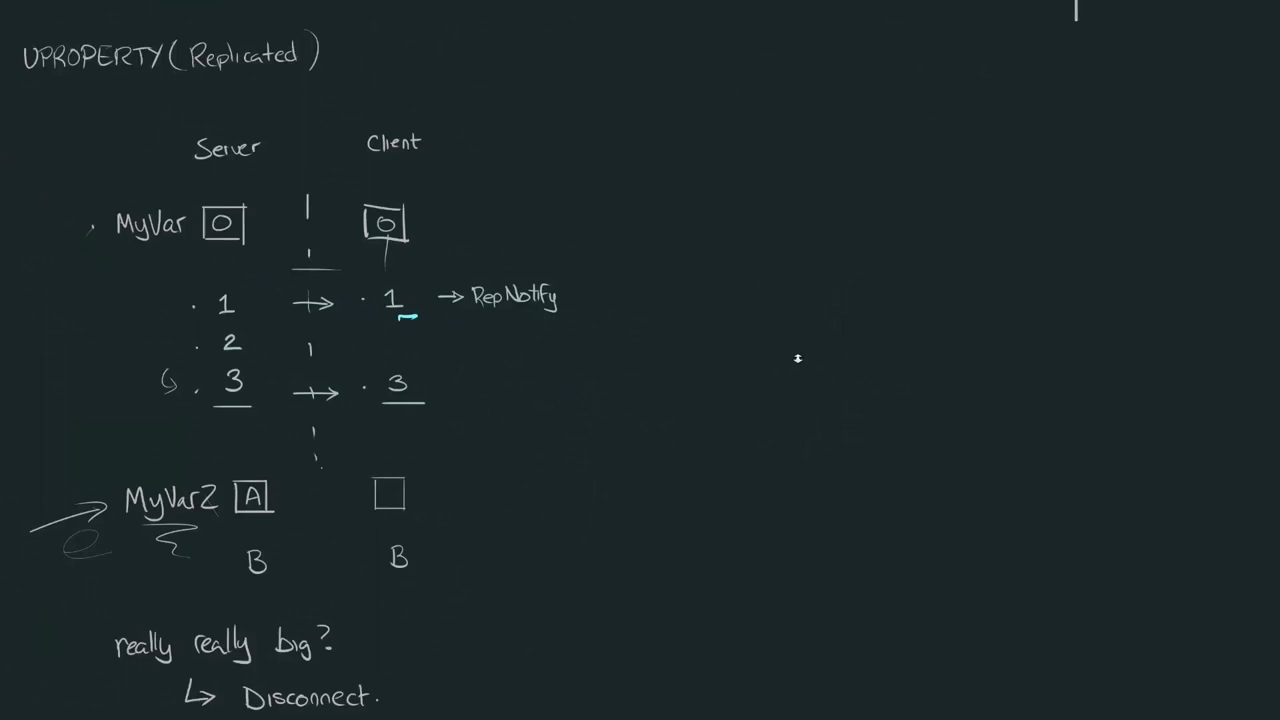 UPROPERTY(Replicated)
Server Client
MyVar 0 0
1 → 1 → RepNotify
2
3 → 3
MyVar2 A
B B
really really big?
↳ Disconnect.